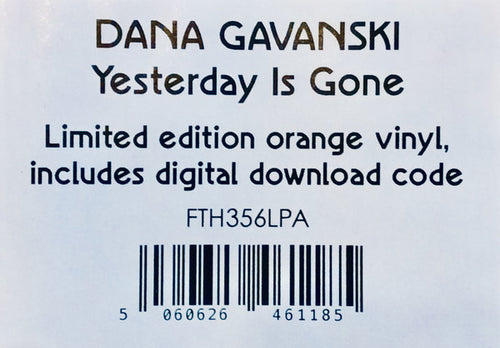 DANA GAVANSKI
Yesterday Is Gone
Limited edition orange vinyl,
includes digital download code
FTH356LPA
5 060626 461185